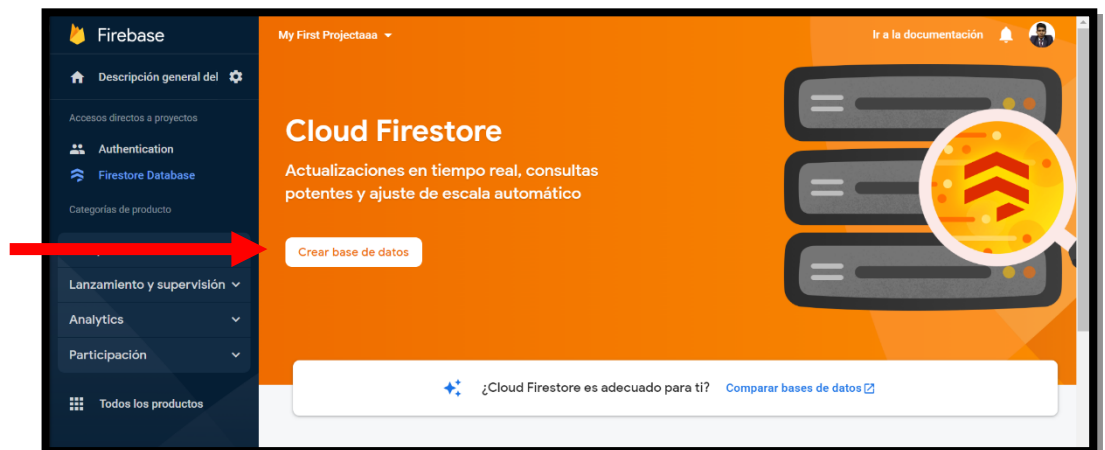 Firebase
My First Projectaaa
Ir a la documentación
Descripción general del
Accesos directos a proyectos
Authentication
Firestore Database
Categorías de producto
Lanzamiento y supervisión
Analytics
Participación
Todos los productos
Cloud Firestore
Actualizaciones en tiempo real, consultas
potentes y ajuste de escala automático
Crear base de datos
¿Cloud Firestore es adecuado para ti? Comparar bases de datos